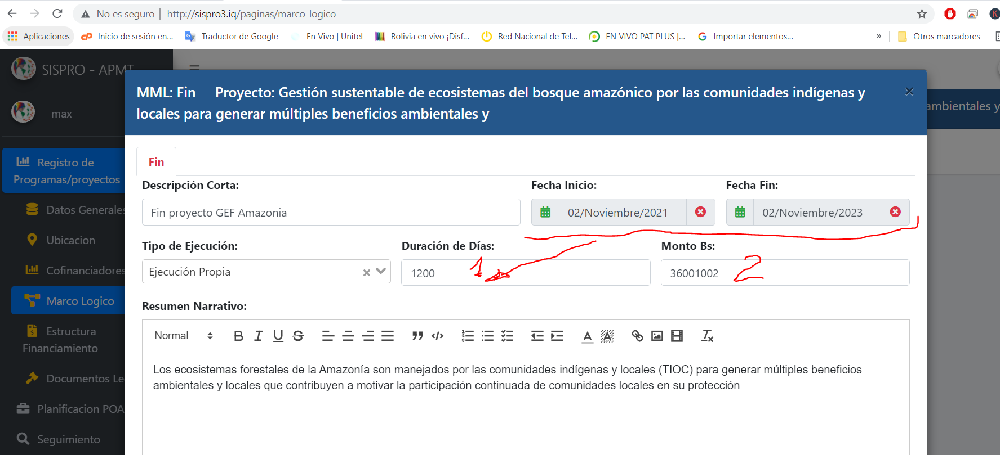 No es seguro | http://sispro3.iq/paginas/marco_logico
Aplicaciones Inicio de sesión en... Traductor de Google En Vivo | Unitel Bolivia en vivo ¡Disf... Red Nacional de Tel... EN VIVO PAT PLUS |... Importar elementos... » Otros marcadores
SISPRO - APMT
max
Registro de
Programas/proyectos
Datos Generales
Ubicacion
Cofinanciadores
Marco Logico
Estructura
Financiamiento
Documentos Le
Planificacion POA
Seguimiento
MML: Fin Proyecto: Gestión sustentable de ecosistemas del bosque amazónico por las comunidades indígenas y
locales para generar múltiples beneficios ambientales y
ambientales y
Fin
Descripción Corta: Fecha Inicio: Fecha Fin:
Fin proyecto GEF Amazonia 02/Noviembre/2021 02/Noviembre/2023
Tipo de Ejecución: Duración de Días: Monto Bs:
Ejecución Propia 1200 1 36001002 2
Resumen Narrativo:
Normal
Los ecosistemas forestales de la Amazonía son manejados por las comunidades indígenas y locales (TIOC) para generar múltiples beneficios
ambientales y locales que contribuyen a motivar la participación continuada de comunidades locales en su protección